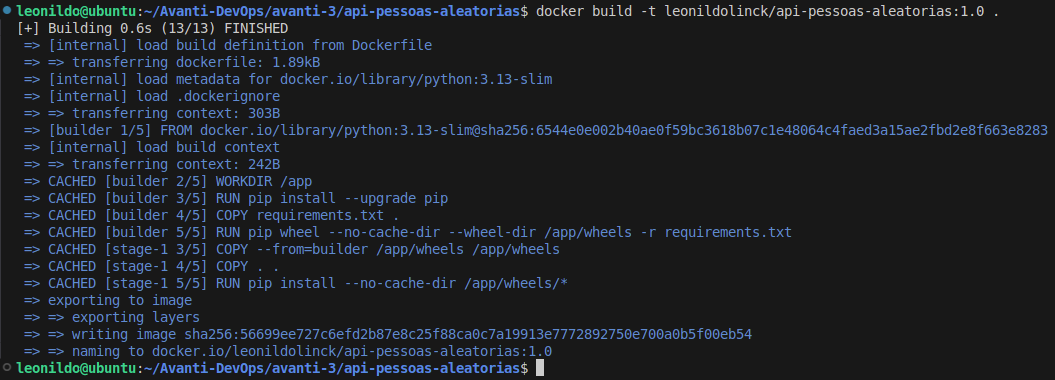 leonildo@ubuntu:~/Avanti-DevOps/avanti-3/api-pessoas-aleatorias$ docker build -t leonildolinck/api-pessoas-aleatorias:1.0 .
[+] Building 0.6s (13/13) FINISHED
=> [internal] load build definition from Dockerfile
=> => transferring dockerfile: 1.89kB
=> [internal] load metadata for docker.io/library/python:3.13-slim
=> [internal] load .dockerignore
=> => transferring context: 303B
=> [builder 1/5] FROM docker.io/library/python:3.13-slim@sha256:6544e0e002b40ae0f59bc3618b07c1e48064c4faed3a15ae2fbd2e8f663e8283
=> [internal] load build context
=> => transferring context: 242B
=> CACHED [builder 2/5] WORKDIR /app
=> CACHED [builder 3/5] RUN pip install --upgrade pip
=> CACHED [builder 4/5] COPY requirements.txt .
=> CACHED [builder 5/5] RUN pip wheel --no-cache-dir --wheel-dir /app/wheels -r requirements.txt
=> CACHED [stage-1 3/5] COPY --from=builder /app/wheels /app/wheels
=> CACHED [stage-1 4/5] COPY . .
=> CACHED [stage-1 5/5] RUN pip install --no-cache-dir /app/wheels/*
=> exporting to image
=> => exporting layers
=> => writing image sha256:56699ee727c6efd2b87e8c25f88ca0c7a19913e7772892750e700a0b5f00eb54
=> => naming to docker.io/leonildolinck/api-pessoas-aleatorias:1.0
leonildo@ubuntu:~/Avanti-DevOps/avanti-3/api-pessoas-aleatorias$